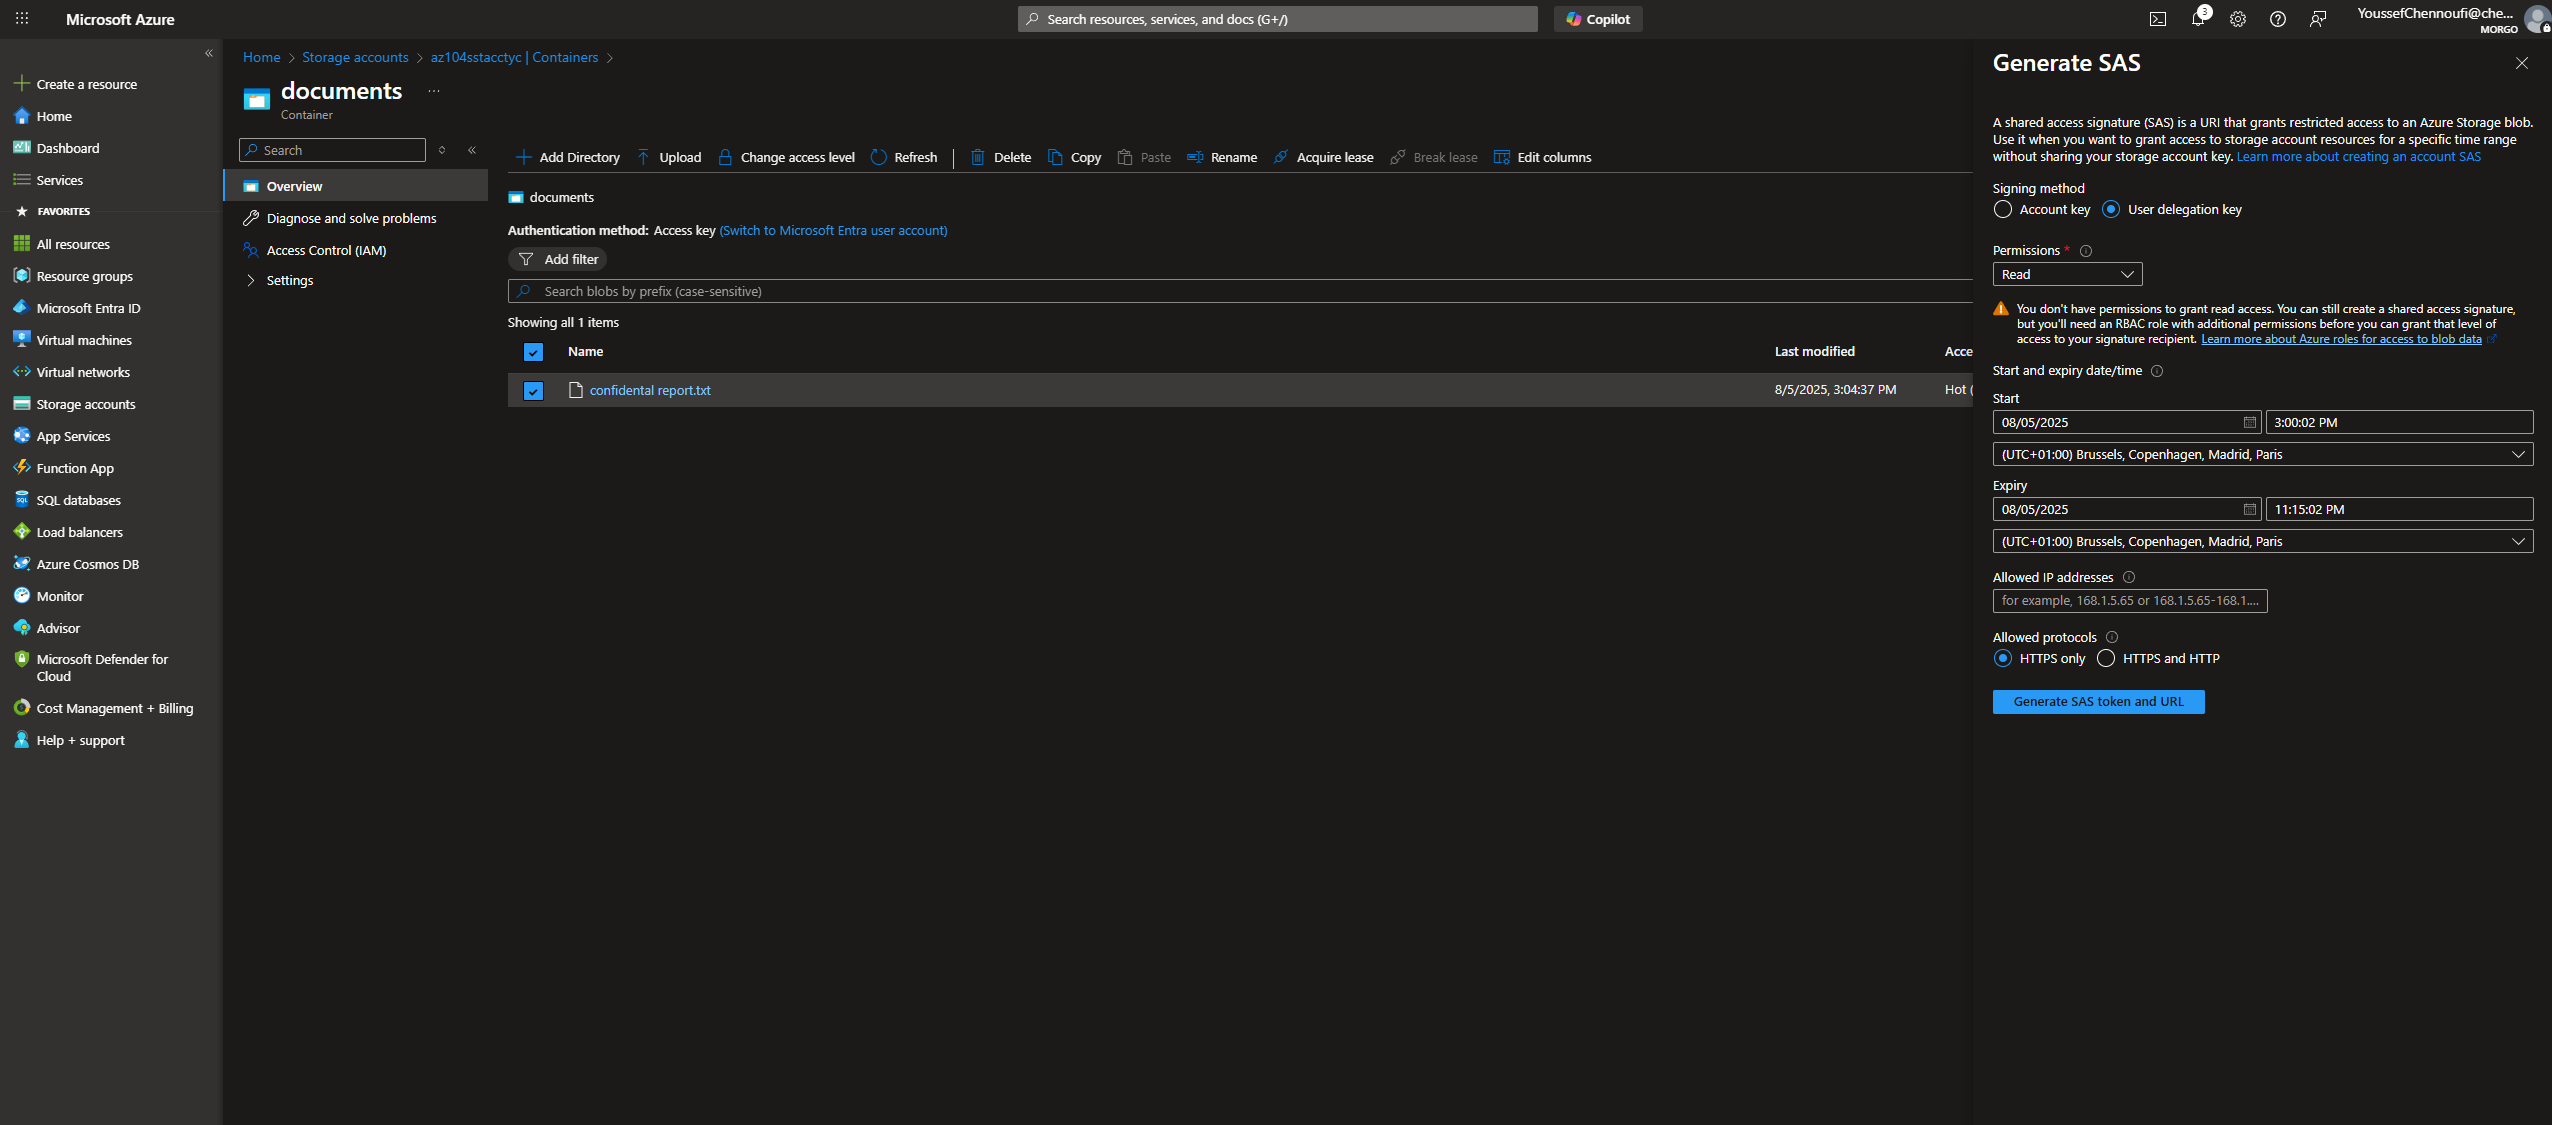 Microsoft Azure
Search resources, services, and docs (G+/)
Copilot
3
YoussefChennoufi@che...
MORGO
Create a resource
Home
Dashboard
Services
FAVORITES
All resources
Resource groups
Microsoft Entra ID
Virtual machines
Virtual networks
Storage accounts
App Services
Function App
SQL databases
Load balancers
Azure Cosmos DB
Monitor
Advisor
Microsoft Defender for
Cloud
Cost Management + Billing
Help + support
Home > Storage accounts > az104sstacctyc | Containers >
documents
Container
Search
Overview
Diagnose and solve problems
Access Control (IAM)
Settings
Add Directory Upload Change access level Refresh Delete Copy Paste Rename Acquire lease Break lease Edit columns
documents
Authentication method: Access key (Switch to Microsoft Entra user account)
Add filter
Search blobs by prefix (case-sensitive)
Showing all 1 items
Name Last modified Acce
confidental report.txt 8/5/2025, 3:04:37 PM Hot (
Generate SAS
A shared access signature (SAS) is a URI that grants restricted access to an Azure Storage blob.
Use it when you want to grant access to storage account resources for a specific time range
without sharing your storage account key. Learn more about creating an account SAS
Signing method
Account key User delegation key
Permissions *
Read
You don't have permissions to grant read access. You can still create a shared access signature,
but you'll need an RBAC role with additional permissions before you can grant that level of
access to your signature recipient. Learn more about Azure roles for access to blob data
Start and expiry date/time
Start
08/05/2025 3:00:02 PM
(UTC+01:00) Brussels, Copenhagen, Madrid, Paris
Expiry
08/05/2025 11:15:02 PM
(UTC+01:00) Brussels, Copenhagen, Madrid, Paris
Allowed IP addresses
for example, 168.1.5.65 or 168.1.5.65-168.1....
Allowed protocols
HTTPS only HTTPS and HTTP
Generate SAS token and URL